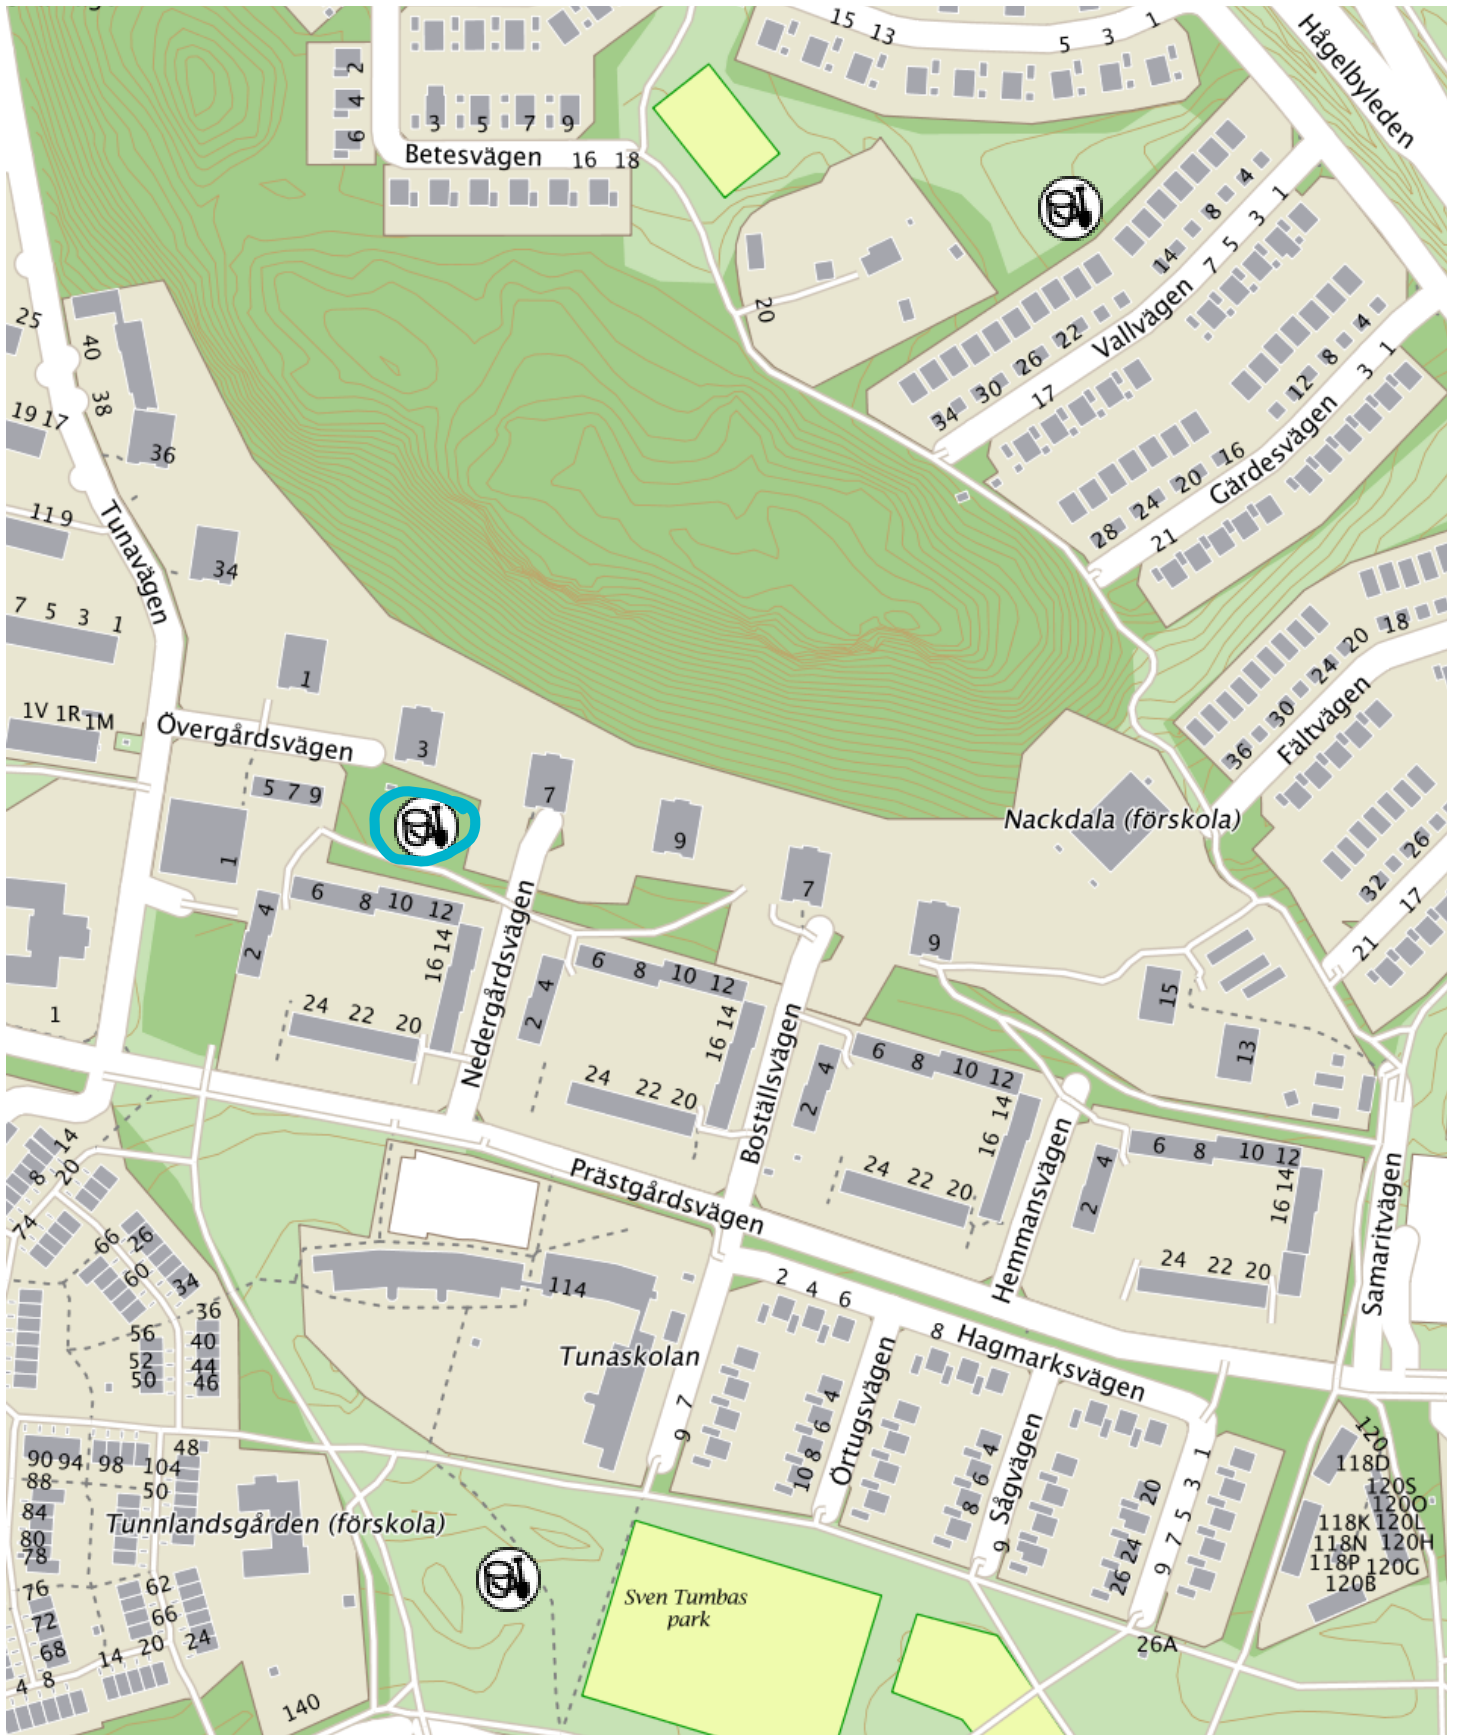 15 13 5 3 1
Hågelbyleden
2
4
6
3 5 7 9
Betesvägen 16 18
20
Vallvägen
1 3 5 7
4 8 14
22 26 30 34
17
Gärdesvägen
1 3
4 8 12
16 20 24 28
21
25
40
38
36
19 17
11 9
Tunavägen
34
7 5 3 1
1
1V 1R 1M
Övergårdsvägen
3
5 7 9
7
9
1
7
9
Nackdala (förskola)
Fältvägen
18 20 24 30 36
26 32
17
21
15
13
1
Nedergårdsvägen
2 4 6 8 10 12
14 16
24 22 20
Boställsvägen
2 4 6 8 10 12
14 16
24 22 20
Hemmansvägen
2 4 6 8 10 12
14 16
24 22 20
Samaritvägen
2 4 6 8 10 12
14 16
24 22 20
Prästgårdsvägen
114
Tunaskolan
14
8 20
74
66 26
60 34
36
56 40
52 44
50 46
2 4 6
8 Hagmarksvägen
Örtugsvägen
7
9
4
6
8
10
Sågvägen
4
6
8
9
20
24
26
1
3
5
7
9
26A
120
118D
120S
120O
118K 120L
118N 120H
118P 120G
120B
48
90 94 98 104
88 50
84
80
78
Tunnlandsgården (förskola)
76 62
72 66
68 14 20 24
4 8
140
Sven Tumbas
park